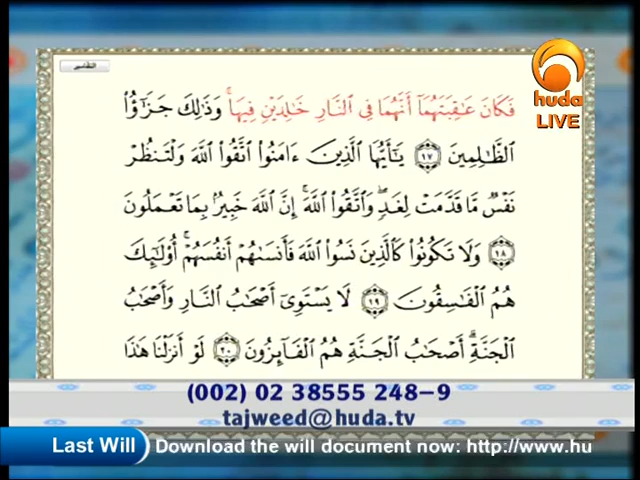 التفاسير
huda
LIVE
فَكَانَ عَـٰقِبَتَهُمَآ أَنَّهُمَا فِى ٱلنَّارِ خَـٰلِدَيْنِ فِيهَا ۚ وَذَٰلِكَ جَزَٰٓؤُا۟
ٱلظَّـٰلِمِينَ ١٧ يَـٰٓأَيُّهَا ٱلَّذِينَ ءَامَنُوا۟ ٱتَّقُوا۟ ٱللَّهَ وَلْتَنظُرْ
نَفْسٌ مَّا قَدَّمَتْ لِغَدٍ ۖ وَٱتَّقُوا۟ ٱللَّهَ ۚ إِنَّ ٱللَّهَ خَبِيرٌۢ بِمَا تَعْمَلُونَ
١٨ وَلَا تَكُونُوا۟ كَٱلَّذِينَ نَسُوا۟ ٱللَّهَ فَأَنسَىٰهُمْ أَنفُسَهُمْ ۚ أُو۟لَـٰٓئِكَ
هُمُ ٱلْفَـٰسِقُونَ ١٩ لَا يَسْتَوِىٓ أَصْحَـٰبُ ٱلنَّارِ وَأَصْحَـٰبُ
ٱلْجَنَّةِ ۚ أَصْحَـٰبُ ٱلْجَنَّةِ هُمُ ٱلْفَآئِزُونَ ٢٠ لَوْ أَنزَلْنَا هَـٰذَا
(002) 02 38555 248–9
tajweed@huda.tv
Last Will Download the will document now: http://www.hu